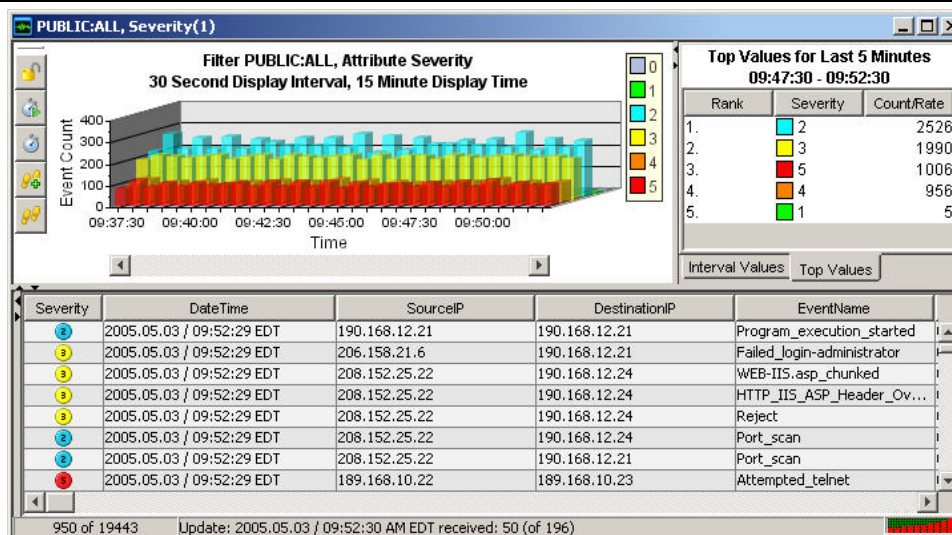 PUBLIC:ALL, Severity(1)
Filter PUBLIC:ALL, Attribute Severity
30 Second Display Interval, 15 Minute Display Time
Event Count
400
300
200
100
0
09:37:30 09:40:00 09:42:30 09:45:00 09:47:30 09:50:00
Time
0
1
2
3
4
5
Top Values for Last 5 Minutes
09:47:30 - 09:52:30
Rank Severity Count/Rate
1. 2 2526
2. 3 1990
3. 5 1006
4. 4 956
5. 1 5
Interval Values Top Values
Severity DateTime SourceIP DestinationIP EventName
2 2005.05.03 / 09:52:29 EDT 190.168.12.21 190.168.12.21 Program_execution_started
3 2005.05.03 / 09:52:29 EDT 206.158.21.6 190.168.12.21 Failed_login-administrator
3 2005.05.03 / 09:52:29 EDT 208.152.25.22 190.168.12.24 WEB-IIS.asp_chunked
3 2005.05.03 / 09:52:29 EDT 208.152.25.22 190.168.12.24 HTTP_IIS_ASP_Header_Ov...
3 2005.05.03 / 09:52:29 EDT 208.152.25.22 190.168.12.24 Reject
2 2005.05.03 / 09:52:29 EDT 208.152.25.22 190.168.12.24 Port_scan
2 2005.05.03 / 09:52:29 EDT 208.152.25.22 190.168.12.21 Port_scan
5 2005.05.03 / 09:52:29 EDT 189.168.10.22 189.168.10.23 Attempted_telnet
950 of 19443 Update: 2005.05.03 / 09:52:30 AM EDT received: 50 (of 196)